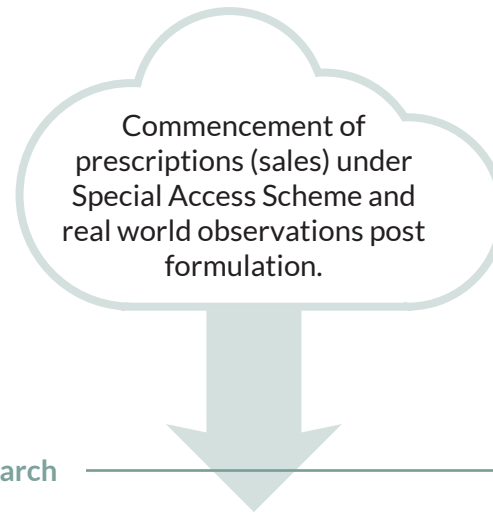 Commencement of
prescriptions (sales) under
Special Access Scheme and
real world observations post
formulation.
arch